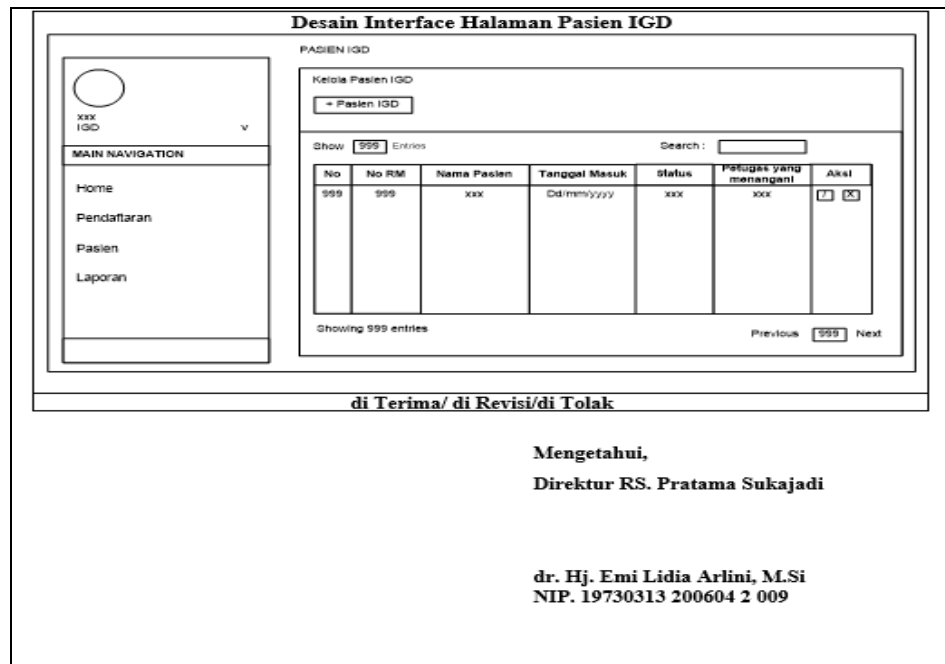 Desain Interface Halaman Pasien IGD
PASIEN IGD
xxx
IGD v
MAIN NAVIGATION
Home
Pendaftaran
Pasien
Laporan
Kelola Pasien IGD
+ Pasien IGD
Show 999 Entries Search :
No No RM Nama Pasien Tanggal Masuk Status Petugas yang menangani Aksi
999 999 xxx Dd/mm/yyyy xxx xxx / X
Showing 999 entries Previous 999 Next
di Terima/ di Revisi/di Tolak
Mengetahui,
Direktur RS. Pratama Sukajadi
dr. Hj. Emi Lidia Arlini, M.Si
NIP. 19730313 200604 2 009